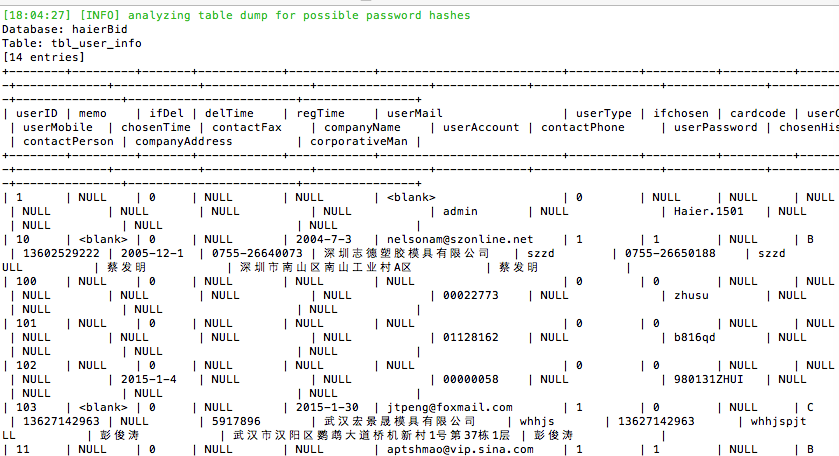 [18:04:27] [INFO] analyzing table dump for possible password hashes
Database: haierBid
Table: tbl_user_info
[14 entries]
| userID | memo | ifDel | delTime | regTime | userMail | userType | ifchosen | cardcode |
| userMobile | chosenTime | contactFax | companyName | userAccount | contactPhone | userPassword | chosenHis
| contactPerson | companyAddress | corporativeMan |
| 1 | NULL | 0 | NULL | NULL | <blank> | 0 | NULL | NULL | NULL
| NULL | NULL | NULL | NULL | admin | NULL | Haier.1501 | NULL
| NULL | NULL | NULL |
| 10 | <blank> | 0 | NULL | 2004-7-3 | nelsonam@szonline.net | 1 | 1 | NULL | B
| 13602529222 | 2005-12-1 | 0755-26640073 | 深圳志德塑胶模具有限公司 | szzd | 0755-26650188 | szzd
ULL | 蔡发明 | 深圳市南山区南山工业村A区 | 蔡发明 |
| 100 | NULL | 0 | NULL | NULL | NULL | 0 | 0 | NULL | NULL
| NULL | NULL | NULL | NULL | 00022773 | NULL | zhusu | NULL
| NULL | NULL | NULL |
| 101 | NULL | 0 | NULL | NULL | NULL | 0 | 0 | NULL | NULL
| NULL | NULL | NULL | NULL | 01128162 | NULL | b816qd | NULL
| NULL | NULL | NULL |
| 102 | NULL | 0 | NULL | NULL | NULL | 0 | 0 | NULL | NULL
| NULL | 2015-1-4 | NULL | NULL | 00000058 | NULL | 980131ZHUI | NULL
| NULL | NULL | NULL |
| 103 | <blank> | 0 | NULL | 2015-1-30 | jtpeng@foxmail.com | 1 | 0 | NULL | C
| 13627142963 | NULL | 5917896 | 武汉宏景晟模具有限公司 | whhjs | 13627142963 | whhjspjt
LL | 彭俊涛 | 武汉市汉阳区鹦鹉大道桥机新村1号第37栋1层 | 彭俊涛 |
| 11 | NULL | 0 | NULL | NULL | aptshmao@vip.sina.com | 1 | 1 | NULL | B